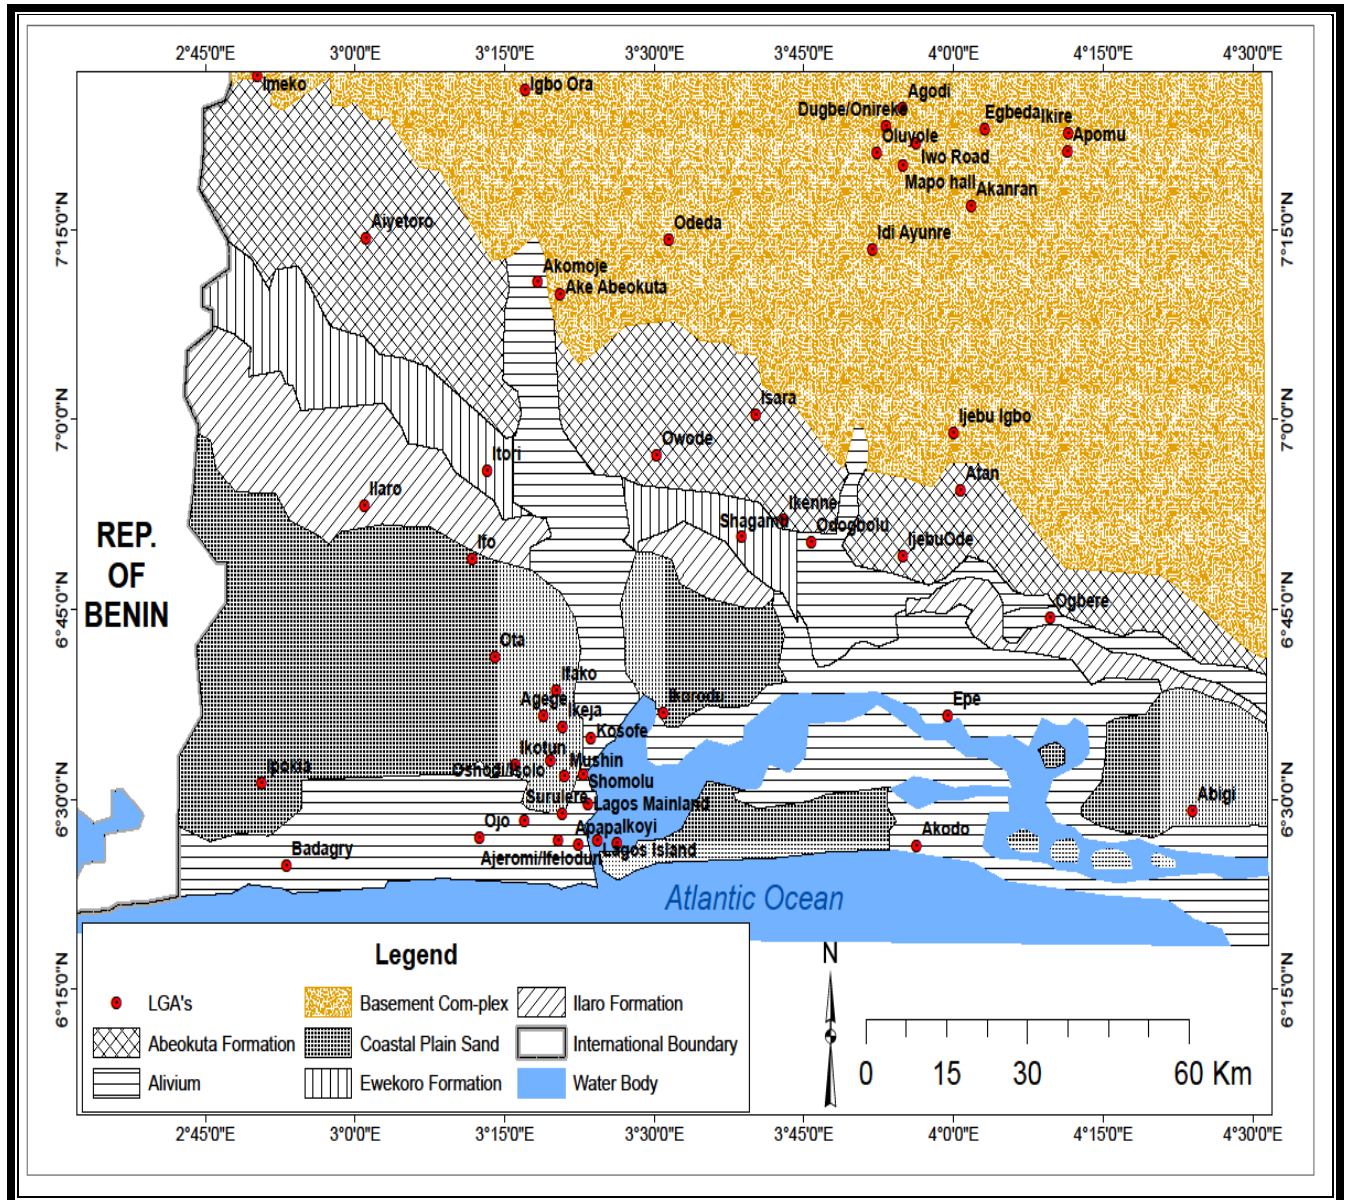 2°45'0"E 3°0'0"E 3°15'0"E 3°30'0"E 3°45'0"E 4°0'0"E 4°15'0"E 4°30'0"E
Imeko
Igbo Ora
Agodi
Dugbe/Onireke
Egbeda
Ikire
Oluyole
Apomu
Iwo Road
Mapo hall
Akanran
7°15'0"N
Aiyetoro
Odeda
Idi Ayunre
7°15'0"N
Akomoje
Ake Abeokuta
Isara
7°0'0"N
Ijebu Igbo
7°0'0"N
Owode
Itori
Atan
Ilaro
Ikenne
Shagamu
Odogbolu
REP.
OF
BENIN
Ifo
IjebuOde
6°45'0"N
Ogbere
6°45'0"N
Ota
Ifako
Agege
Ikorodu
Ikeja
Epe
Kosofe
Ikotun
Mushin
Ipokia
Oshodi/Isolo
Shomolu
6°30'0"N
Surulere
Lagos Mainland
Abigi
6°30'0"N
Ojo
Apapa
Ikoyi
Akodo
Badagry
Ajeromi/Ifelodun
Lagos Island
Atlantic Ocean
Legend
N
LGA's
Basement Com-plex
Ilaro Formation
6°15'0"N
6°15'0"N
Abeokuta Formation
Coastal Plain Sand
International Boundary
Alivium
Ewekoro Formation
Water Body
0 15 30 60 Km
2°45'0"E 3°0'0"E 3°15'0"E 3°30'0"E 3°45'0"E 4°0'0"E 4°15'0"E 4°30'0"E